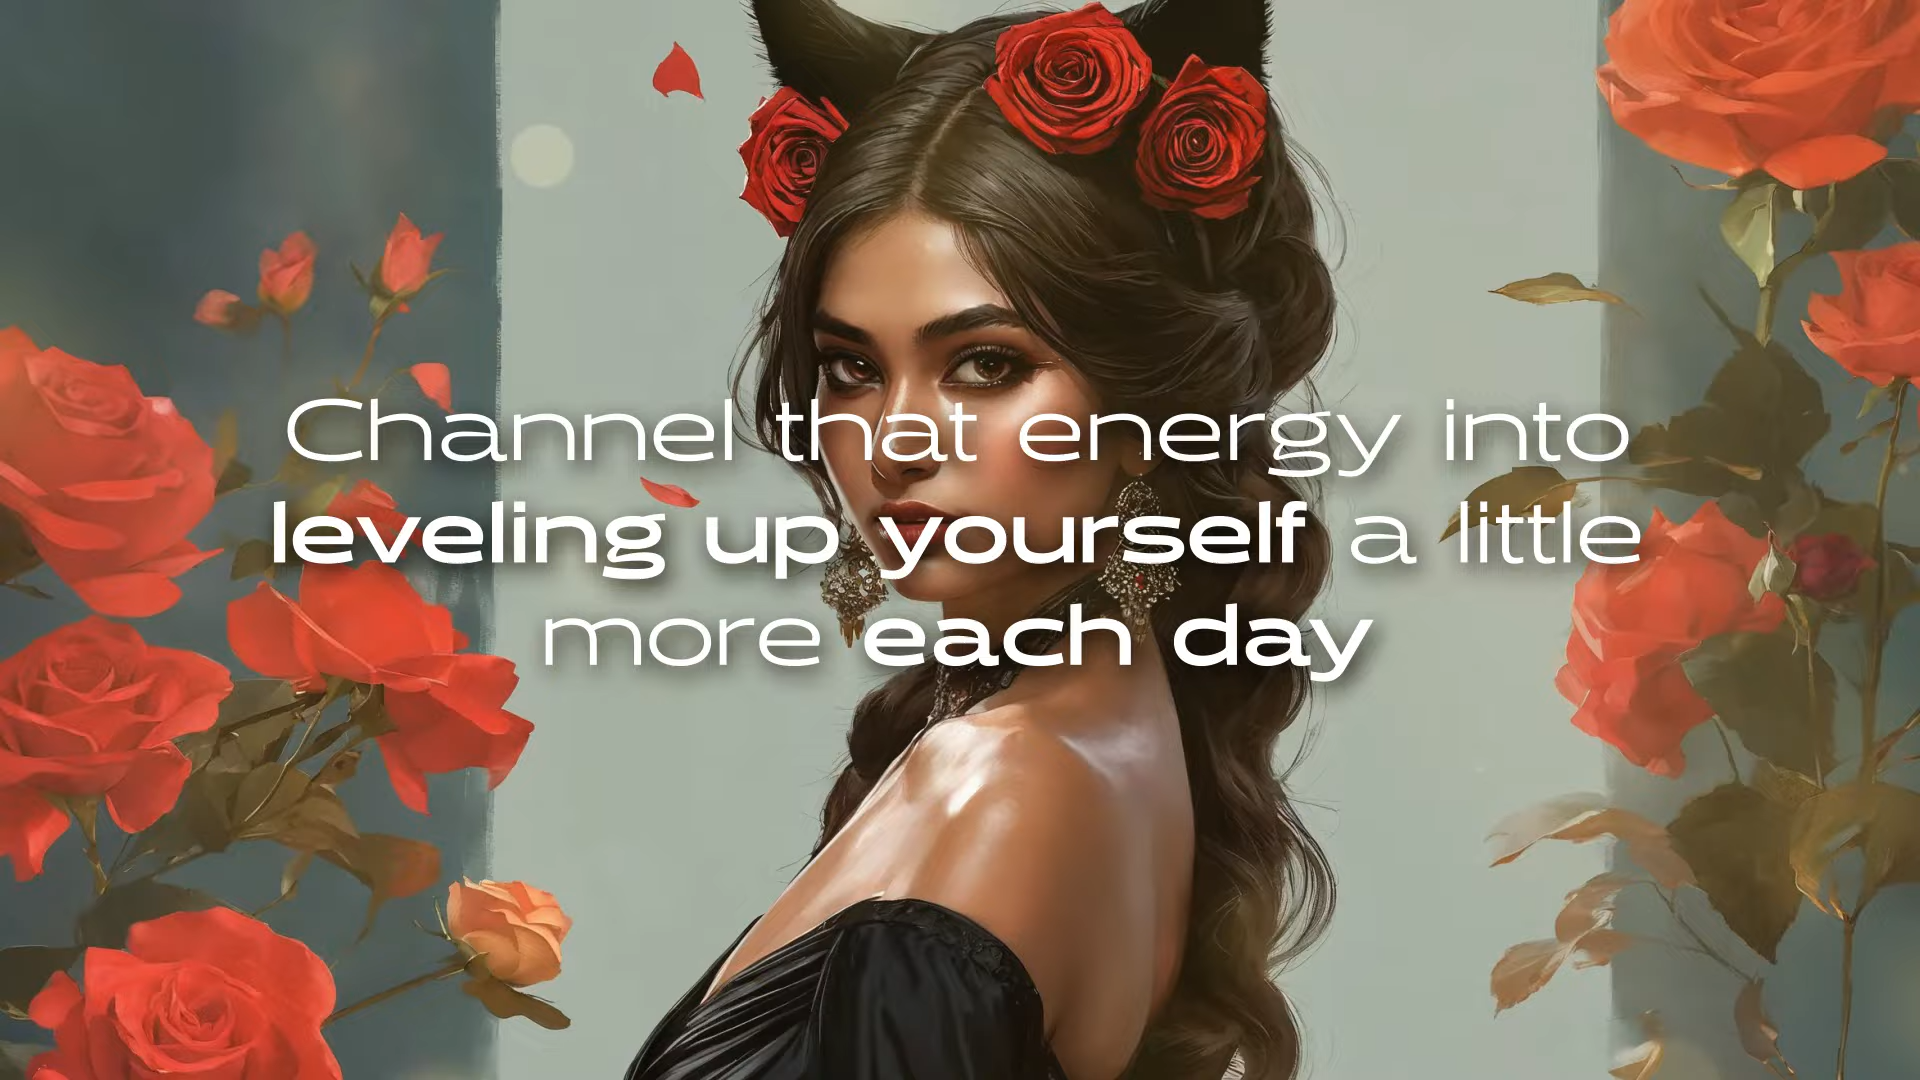 Channel that energy into
leveling up yourself a little
more each day